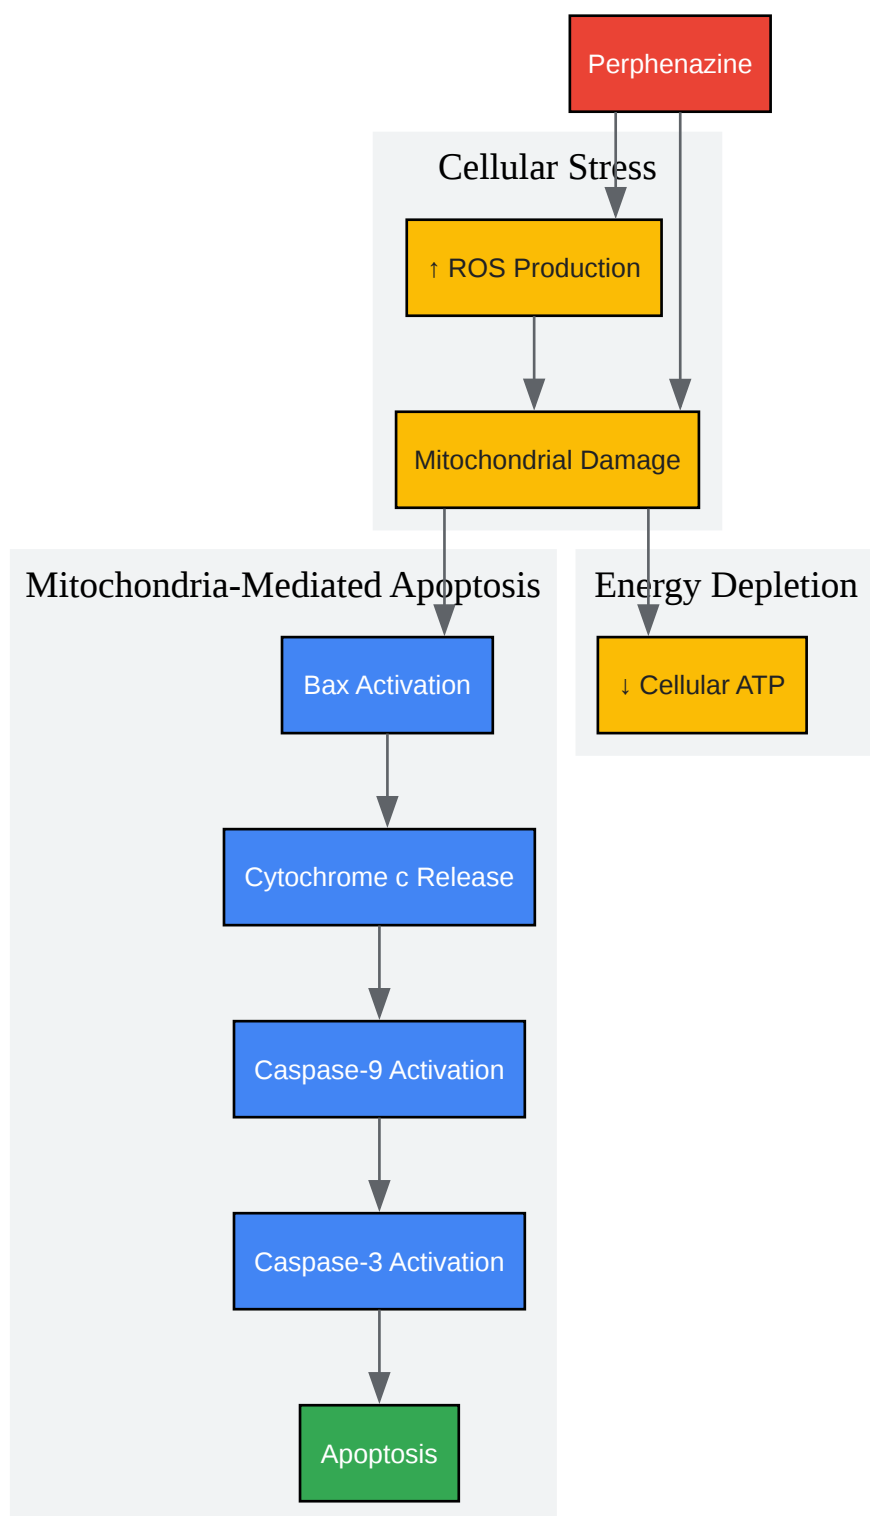 Perphenazine
Cellular Stress
↑ ROS Production
Mitochondrial Damage
Mitochondria-Mediated Apoptosis
Energy Depletion
Bax Activation
↓ Cellular ATP
Cytochrome c Release
Caspase-9 Activation
Caspase-3 Activation
Apoptosis